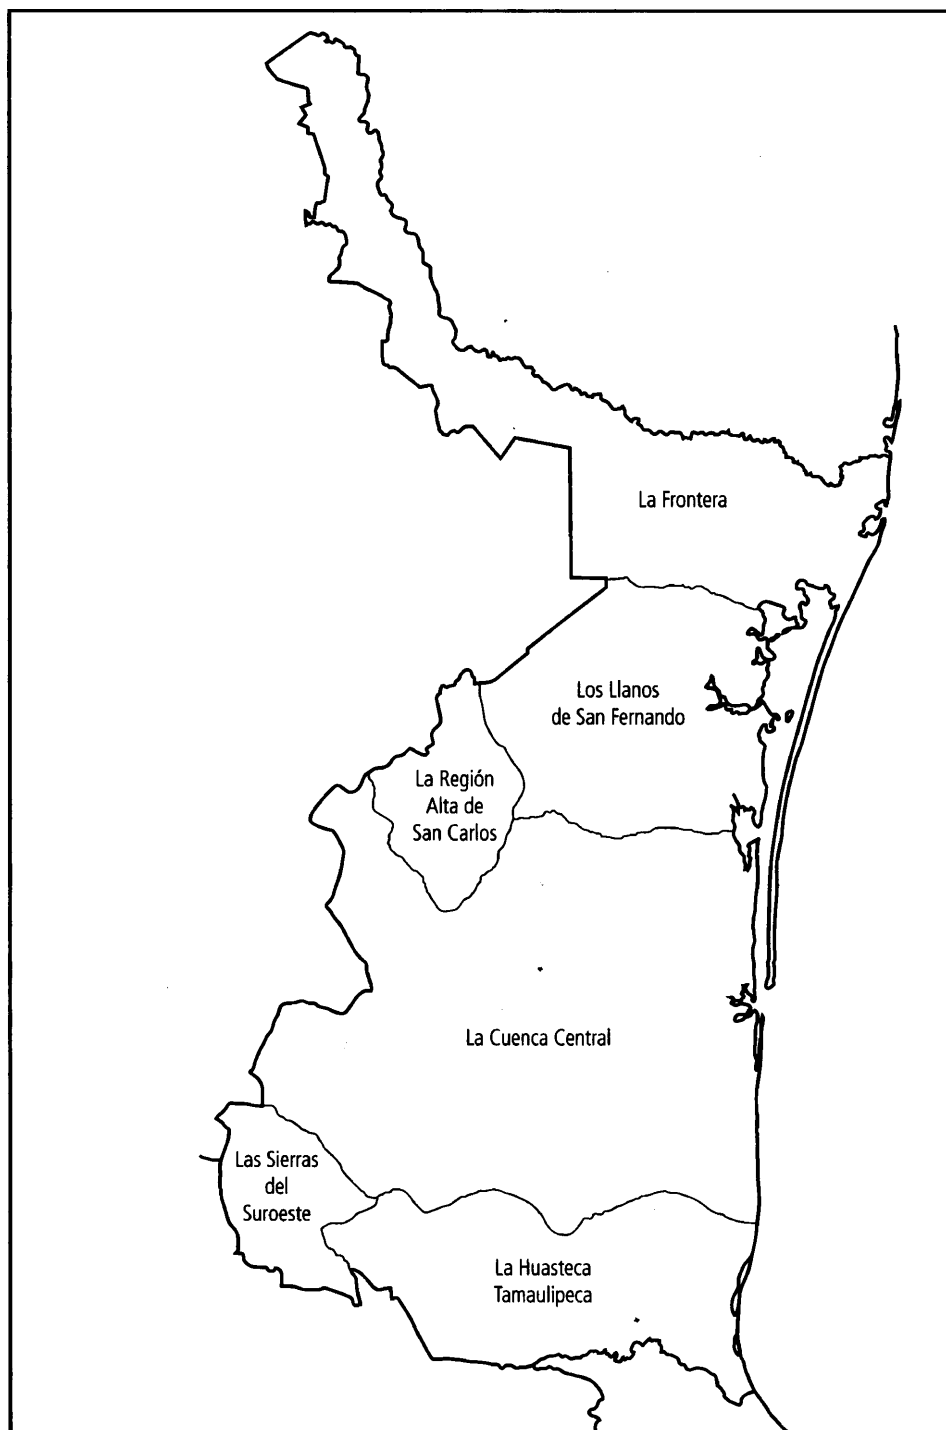 La Frontera
Los Llanos
de San Fernando
La Región
Alta de
San Carlos
La Cuenca Central
Las Sierras
del
Suroeste
La Huasteca
Tamaulipeca